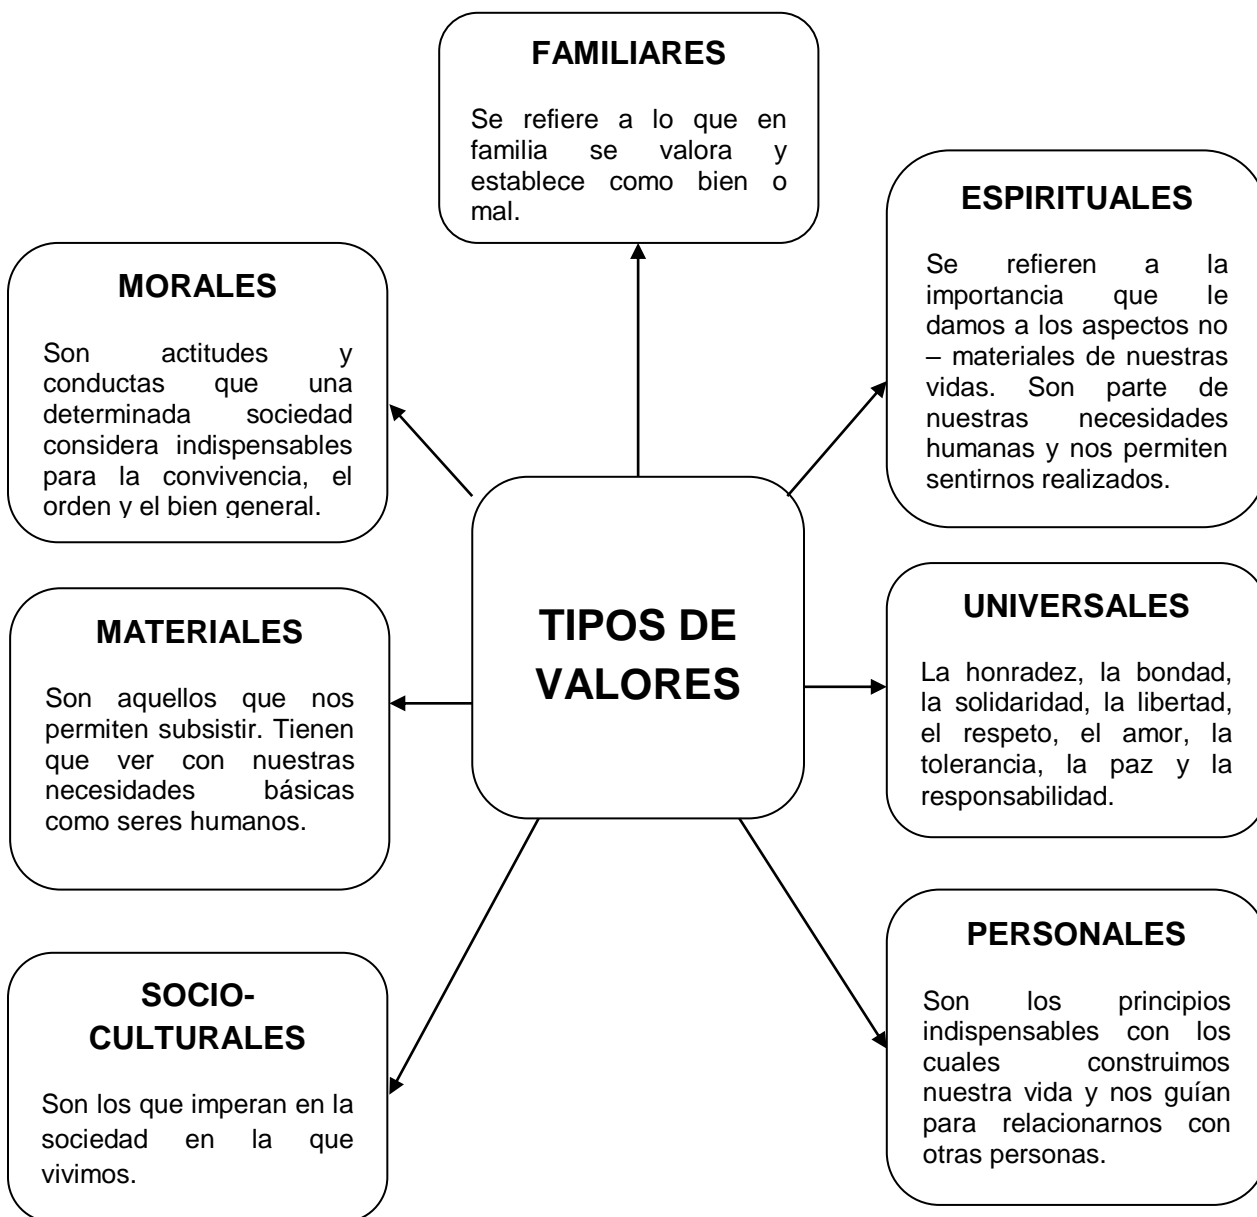 FAMILIARES
Se refiere a lo que en
familia se valora y
establece como bien o
mal.
ESPIRITUALES
Se refieren a la
importancia que le
damos a los aspectos no
– materiales de nuestras
vidas. Son parte de
nuestras necesidades
humanas y nos permiten
sentirnos realizados.
MORALES
Son actitudes y
conductas que una
determinada sociedad
considera indispensables
para la convivencia, el
orden y el bien general.
TIPOS DE
VALORES
UNIVERSALES
La honradez, la bondad,
la solidaridad, la libertad,
el respeto, el amor, la
tolerancia, la paz y la
responsabilidad.
MATERIALES
Son aquellos que nos
permiten subsistir. Tienen
que ver con nuestras
necesidades básicas
como seres humanos.
PERSONALES
Son los principios
indispensables con los
cuales construimos
nuestra vida y nos guían
para relacionarnos con
otras personas.
SOCIO-
CULTURALES
Son los que imperan en la
sociedad en la que
vivimos.